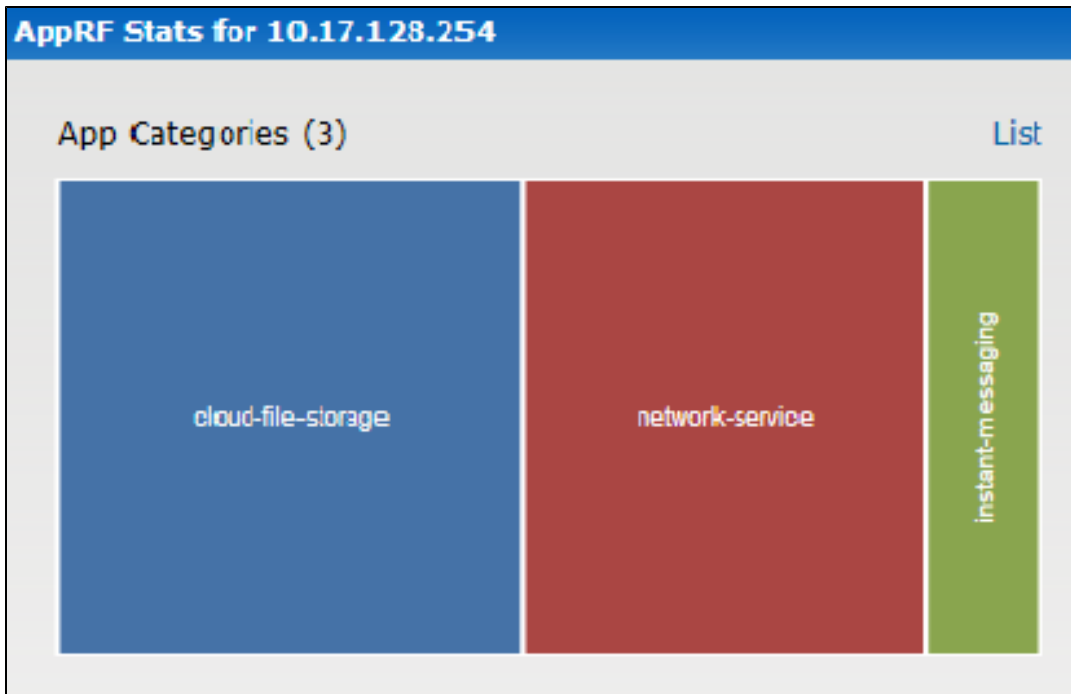 AppRF Stats for 10.17.128.254
App Categories (3)
List
cloud-file-storage
network-service
instant-messaging